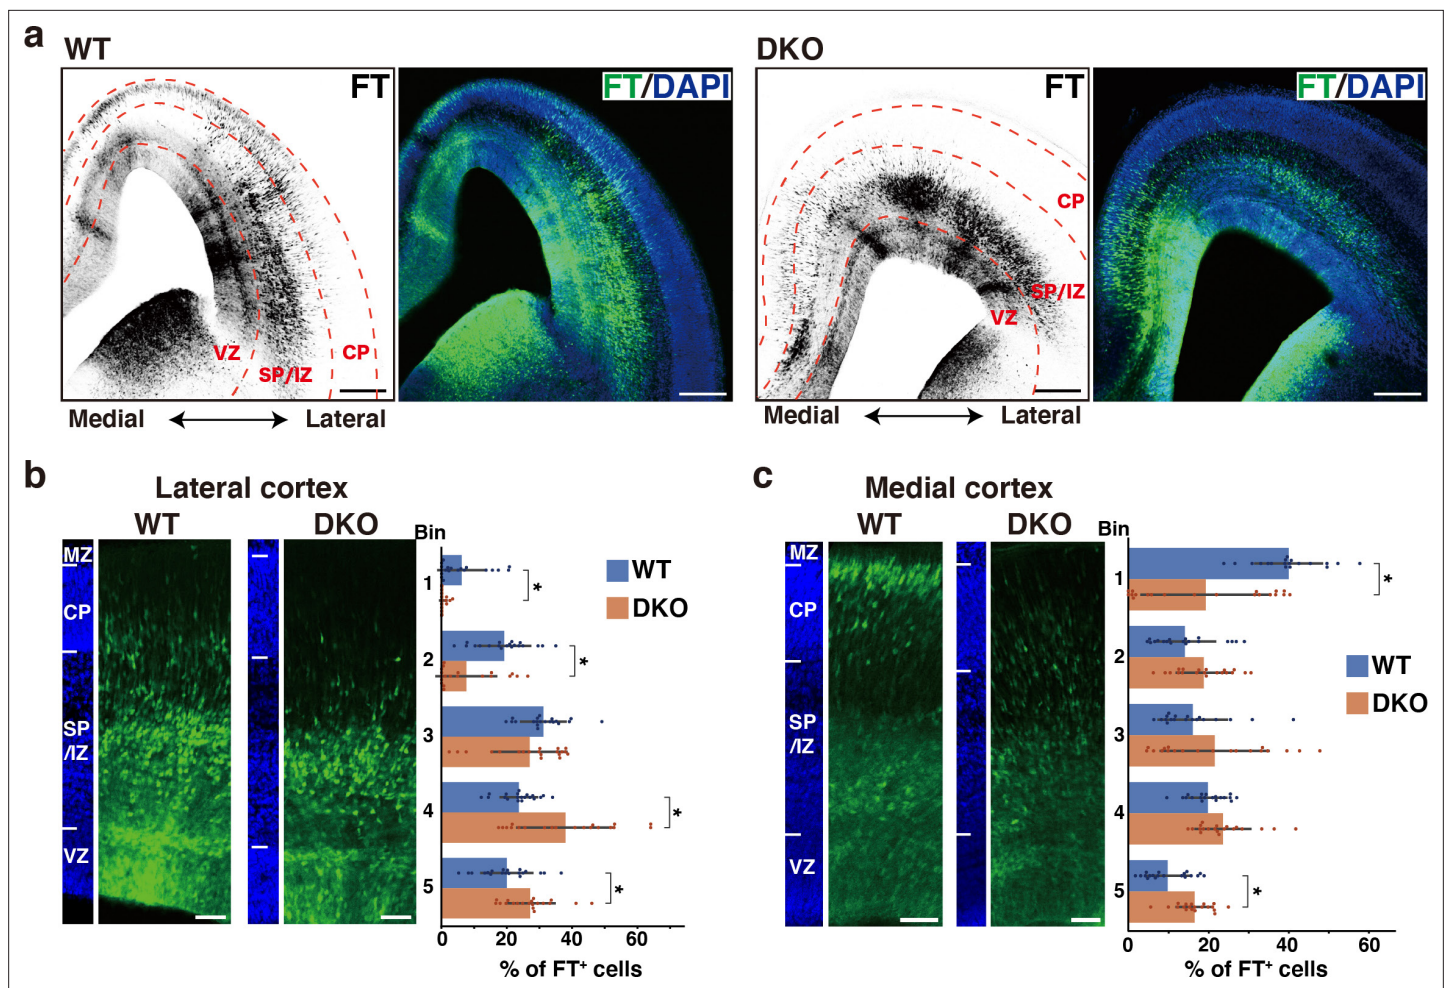 a
WT
DKO
FT
FT/DAPI
FT
FT/DAPI
CP
SP/IZ
VZ
VZ
CP
SP/IZ
Medial
Lateral
Medial
Lateral
b
Lateral cortex
WT
DKO
Bin
MZ
CP
SP
/IZ
VZ
1
2
3
4
5
*
*
*
*
WT
DKO
0
20
40
60
% of FT⁺ cells
c
Medial cortex
WT
DKO
Bin
MZ
CP
SP
/IZ
VZ
1
2
3
4
5
*
*
WT
DKO
0
20
40
60
% of FT⁺ cells